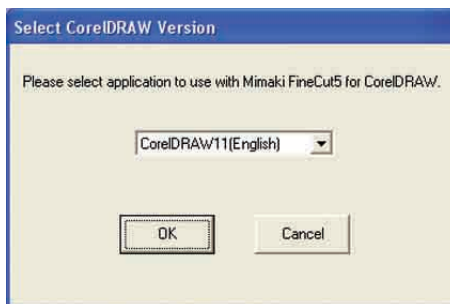 Select CorelDRAW Version
Please select application to use with Mimaki FineCut5 for CorelDRAW.
CorelDRAW11(English)
OK
Cancel